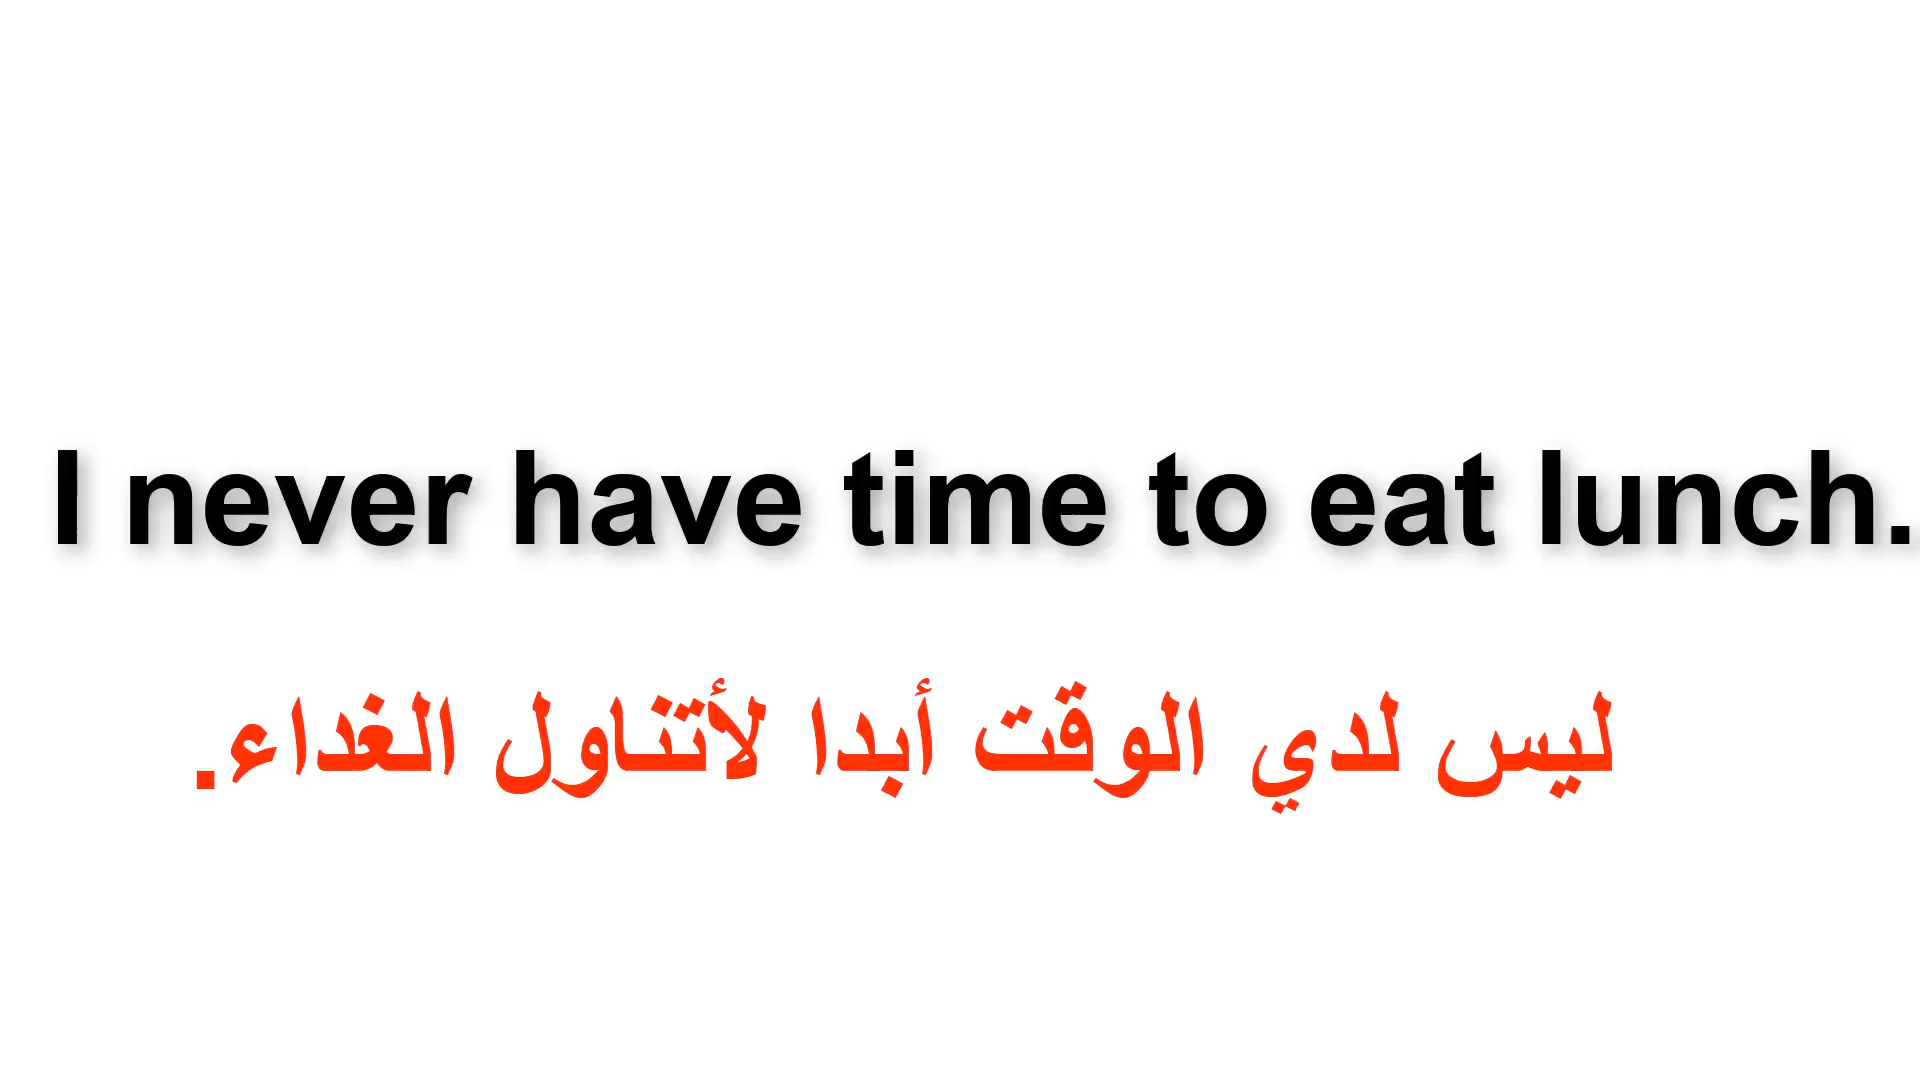 I never have time to eat lunch.
ليس لدي الوقت أبدا لأتناول الغداء.